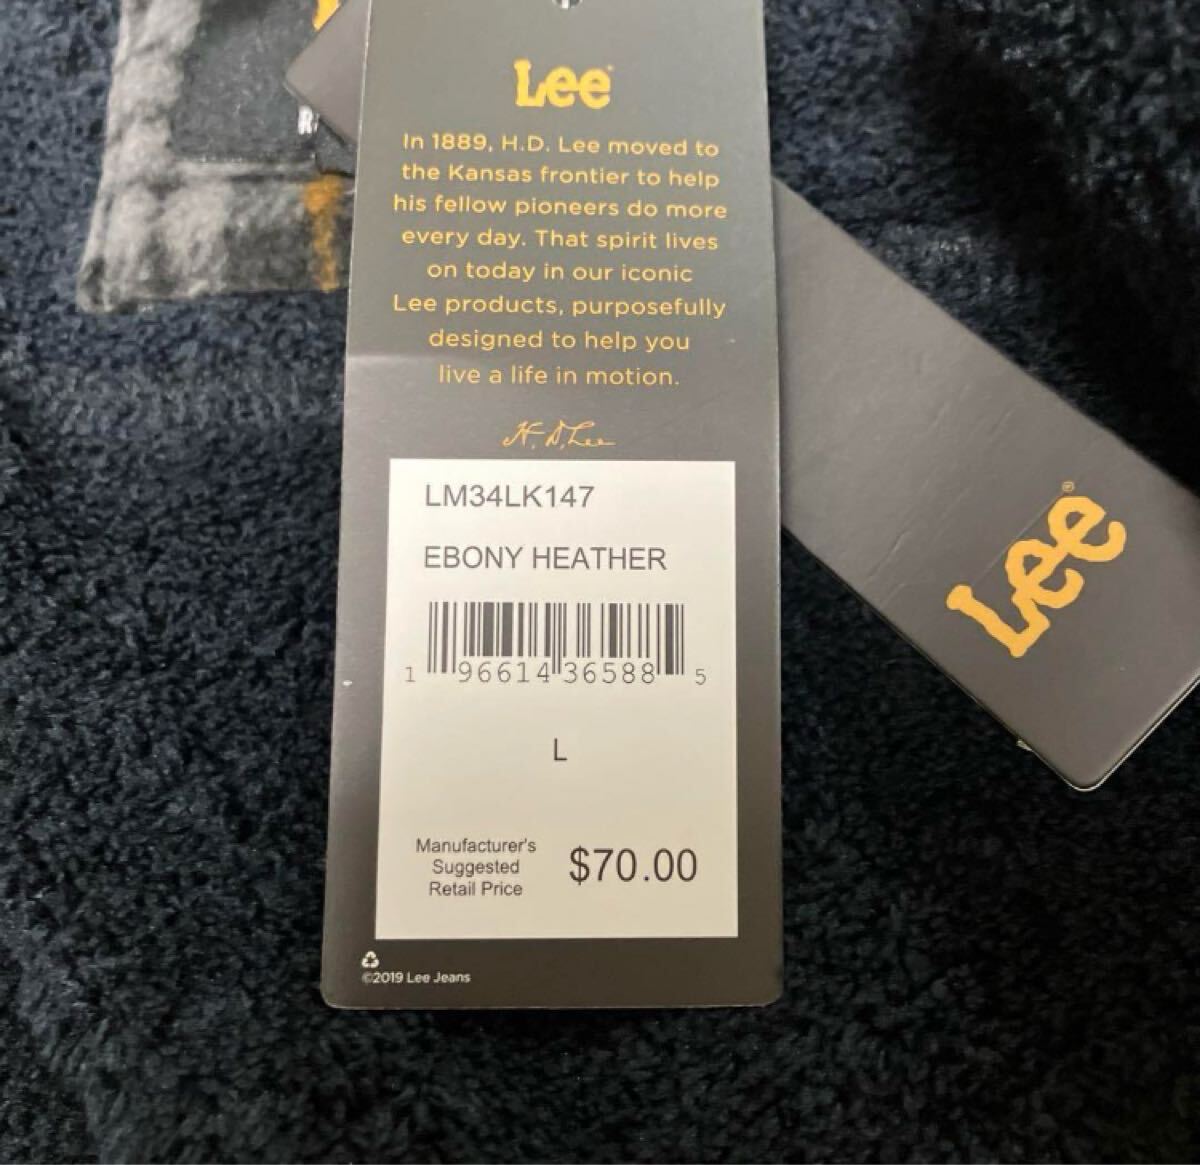 Lee
In 1889, H.D. Lee moved to
the Kansas frontier to help
his fellow pioneers do more
every day. That spirit lives
on today in our iconic
Lee products, purposefully
designed to help you
live a life in motion.
H. D. Lee
LM34LK147
EBONY HEATHER
1 96614 36588 5
L
Manufacturer's
Suggested
Retail Price
$70.00
©2019 Lee Jeans
Lee®